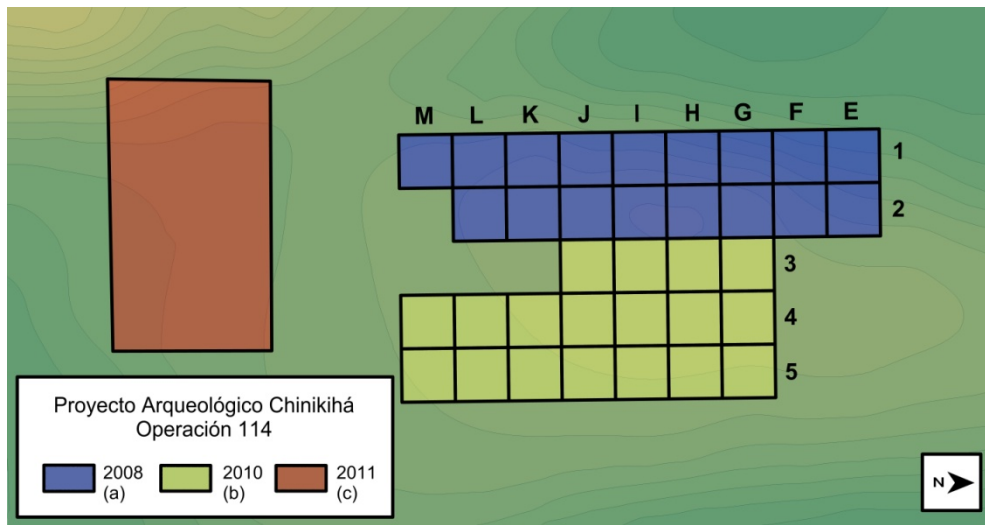 M L K J I H G F E
1
2
3
4
5
Proyecto Arqueológico Chinikihá
Operación 114
2008
(a)
2010
(b)
2011
(c)
N